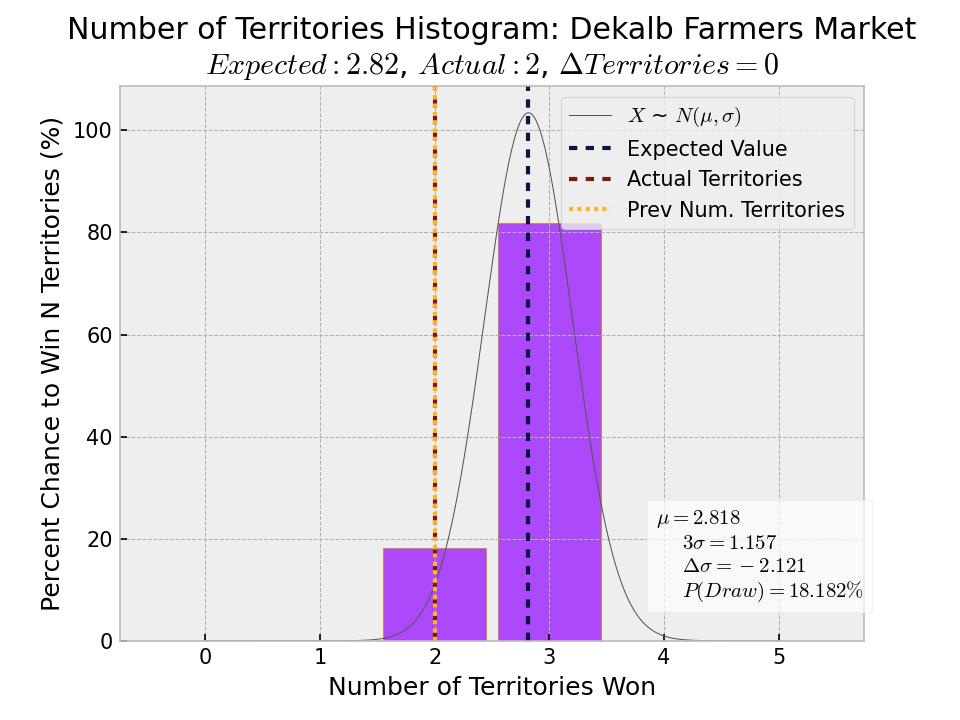 Number of Territories Histogram: Dekalb Farmers Market
Expected : 2.82, Actual : 2, ΔTerritories = 0
Percent Chance to Win N Territories (%)
100
80
60
40
20
0
X ~ N(μ, σ)
Expected Value
Actual Territories
Prev Num. Territories
μ = 2.818
3σ = 1.157
Δσ = −2.121
P(Draw) = 18.182%
0 1 2 3 4 5
Number of Territories Won